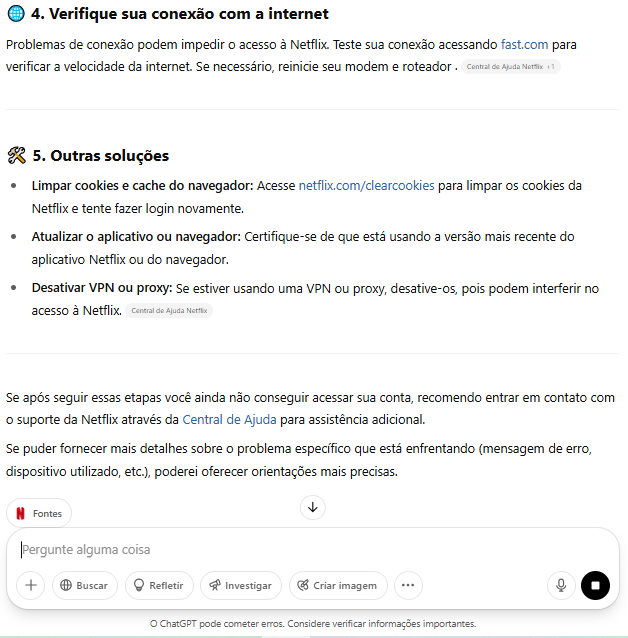 🌐 4. Verifique sua conexão com a internet
Problemas de conexão podem impedir o acesso à Netflix. Teste sua conexão acessando fast.com para
verificar a velocidade da internet. Se necessário, reinicie seu modem e roteador . Central de Ajuda Netflix +1
🛠 5. Outras soluções
• Limpar cookies e cache do navegador: Acesse netflix.com/clearcookies para limpar os cookies da
Netflix e tente fazer login novamente.
• Atualizar o aplicativo ou navegador: Certifique-se de que está usando a versão mais recente do
aplicativo Netflix ou do navegador.
• Desativar VPN ou proxy: Se estiver usando uma VPN ou proxy, desative-os, pois podem interferir no
acesso à Netflix. Central de Ajuda Netflix
Se após seguir essas etapas você ainda não conseguir acessar sua conta, recomendo entrar em contato com
o suporte da Netflix através da Central de Ajuda para assistência adicional.
Se puder fornecer mais detalhes sobre o problema específico que está enfrentando (mensagem de erro,
dispositivo utilizado, etc.), poderei oferecer orientações mais precisas.
N Fontes
Pergunte alguma coisa
Buscar Refletir Investigar Criar imagem
O ChatGPT pode cometer erros. Considere verificar informações importantes.